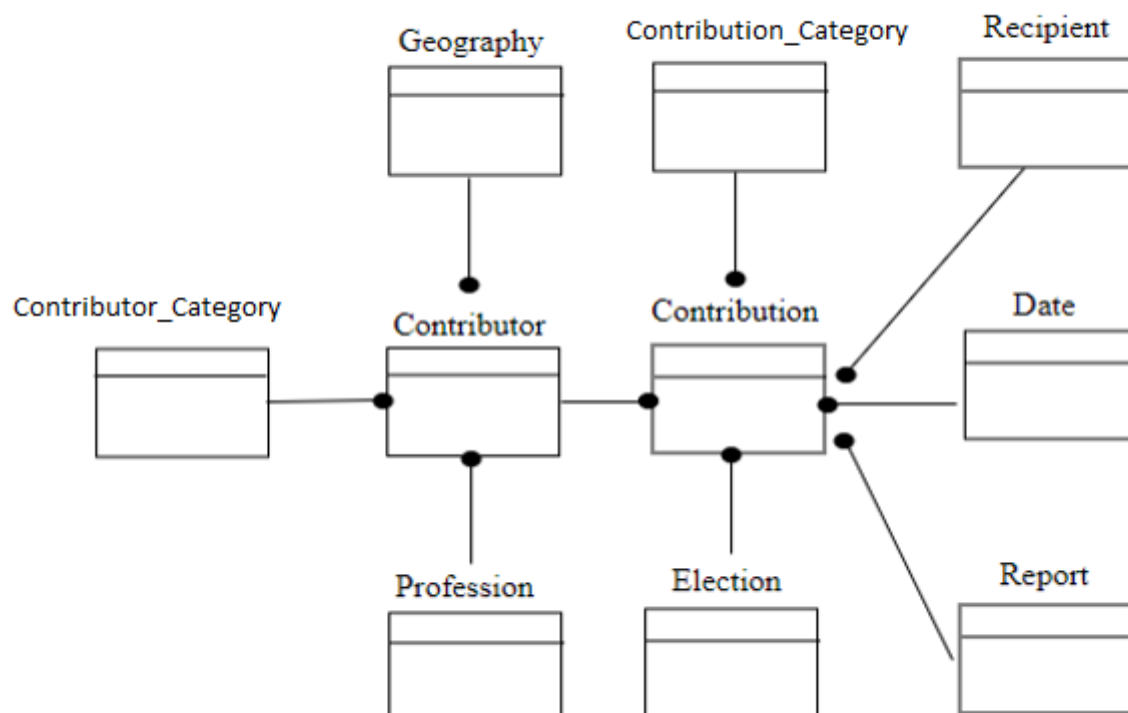 Geography
Contribution_Category
Recipient
Contributor_Category
Contributor
Contribution
Date
Profession
Election
Report